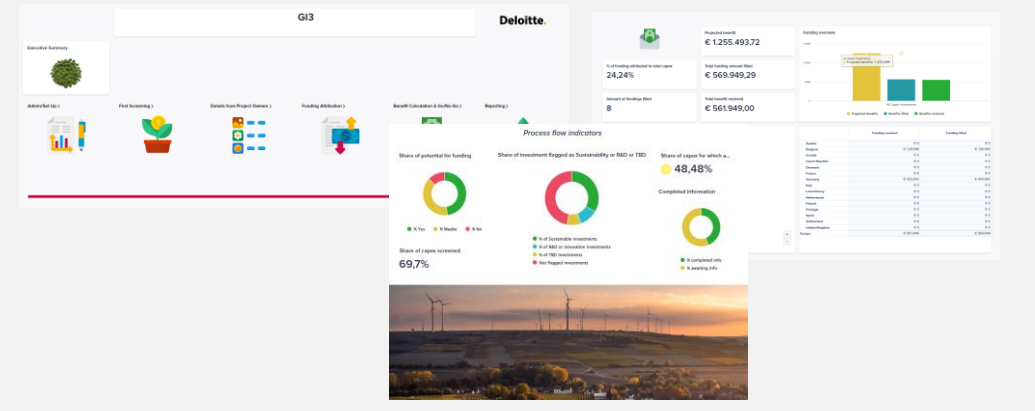 GI3
Deloitte.
Executive Summary
Admin/Set Up >
First Screening >
Details from Project Owners >
Funding Attribution >
Benefit Calculation & Go/No Go >
Reporting >
Process flow indicators
Share of potential for funding
% Yes
% Maybe
% No
Share of capex screened
69,7%
Share of investment flagged as Sustainability or R&D or TBD
% of Sustainable investments
% of R&D or innovation investments
% of TBD investments
Not flagged investments
Share of capex for which a...
48,48%
Completed information
% completed info
% awaiting info
Projected benefit
€ 1.255.493,72
% of funding attributed to total capex
24,24%
Total funding amount filed
€ 569.949,29
Amount of fundings filed
8
Total benefit received
€ 561.949,00
Funding overview
Projected benefits
Benefits filed
Benefits received
Funding received
Funding filed
Austria
Belgium
Croatia
Czech Republic
Denmark
France
Germany
Italy
Luxembourg
Netherlands
Poland
Portugal
Spain
Switzerland
United Kingdom
Europe